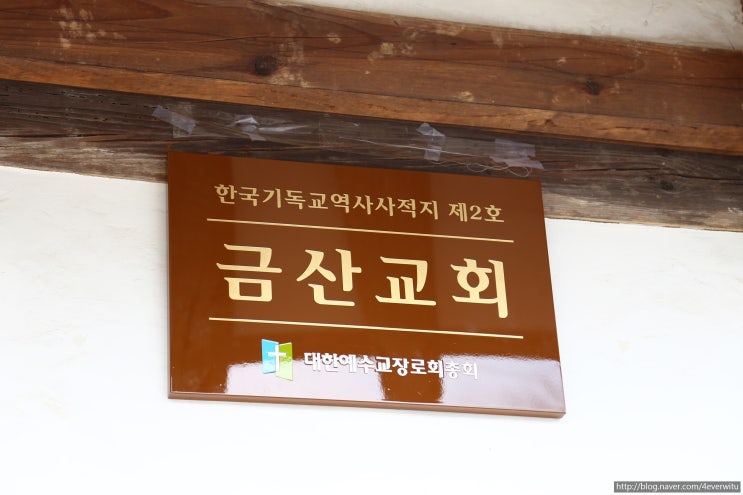 한국기독교역사사적지 제2호
금산교회
대한예수교장로회총회
http://blog.naver.com/4everwitu